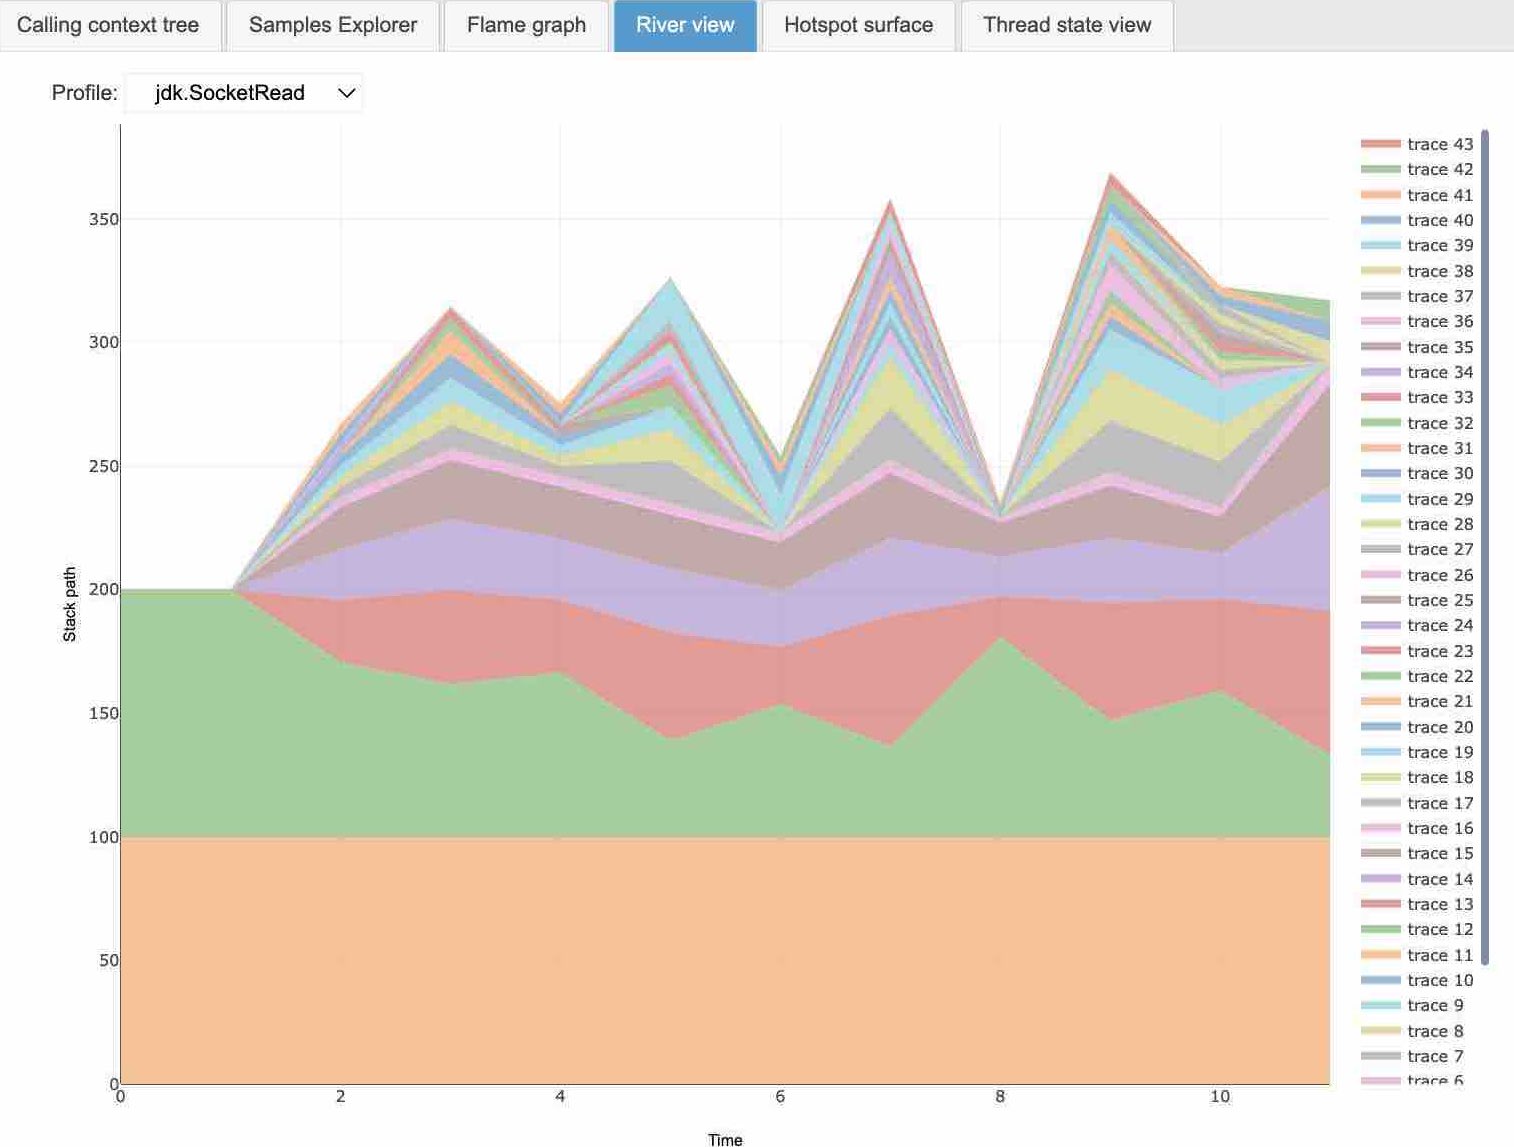 Calling context tree
Samples Explorer
Flame graph
River view
Hotspot surface
Thread state view
Profile:
jdk.SocketRead
350
300
250
200
150
100
50
0
Stack path
0
2
4
6
8
10
Time
trace 43
trace 42
trace 41
trace 40
trace 39
trace 38
trace 37
trace 36
trace 35
trace 34
trace 33
trace 32
trace 31
trace 30
trace 29
trace 28
trace 27
trace 26
trace 25
trace 24
trace 23
trace 22
trace 21
trace 20
trace 19
trace 18
trace 17
trace 16
trace 15
trace 14
trace 13
trace 12
trace 11
trace 10
trace 9
trace 8
trace 7
trace 6